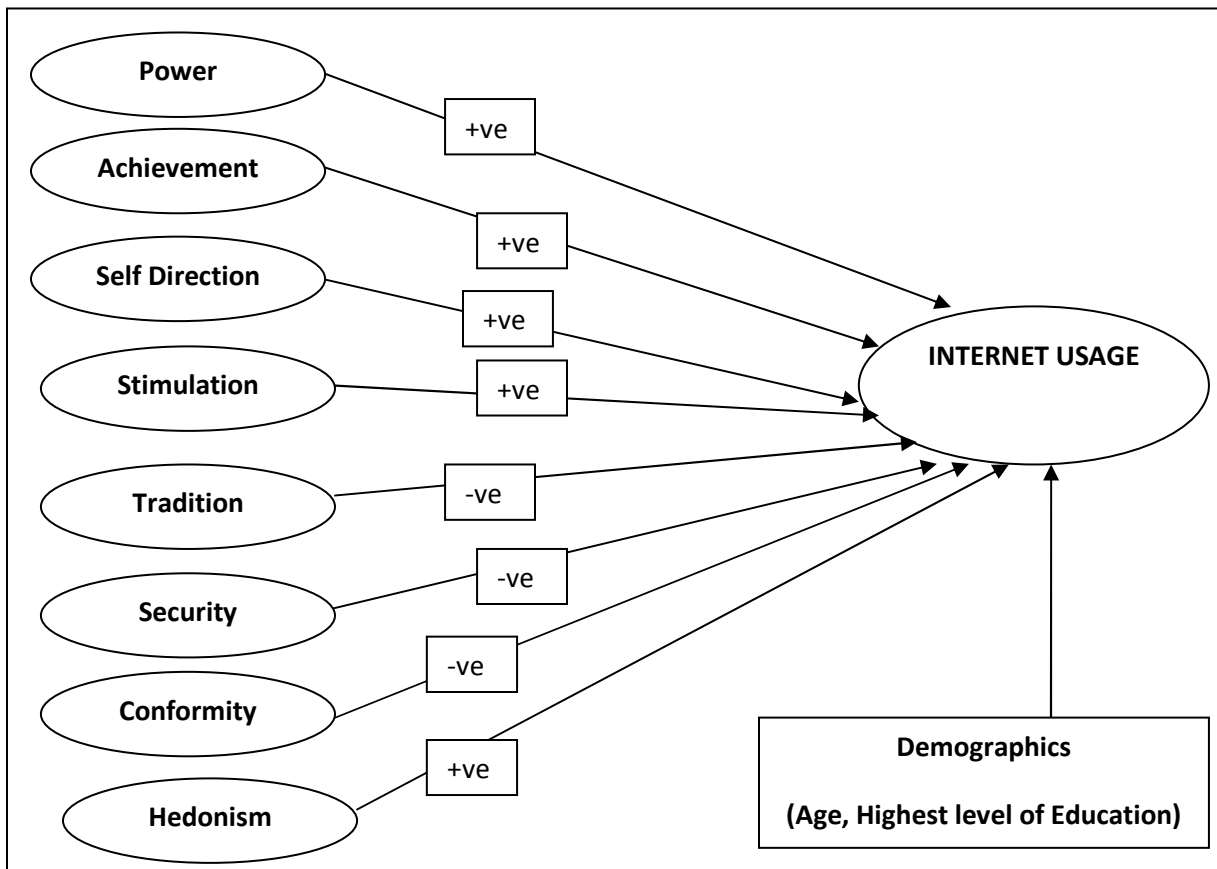 Power
+ve
Achievement
+ve
Self Direction
+ve
INTERNET USAGE
Stimulation
+ve
Tradition
-ve
Security
-ve
Conformity
-ve
Hedonism
+ve
Demographics
(Age, Highest level of Education)